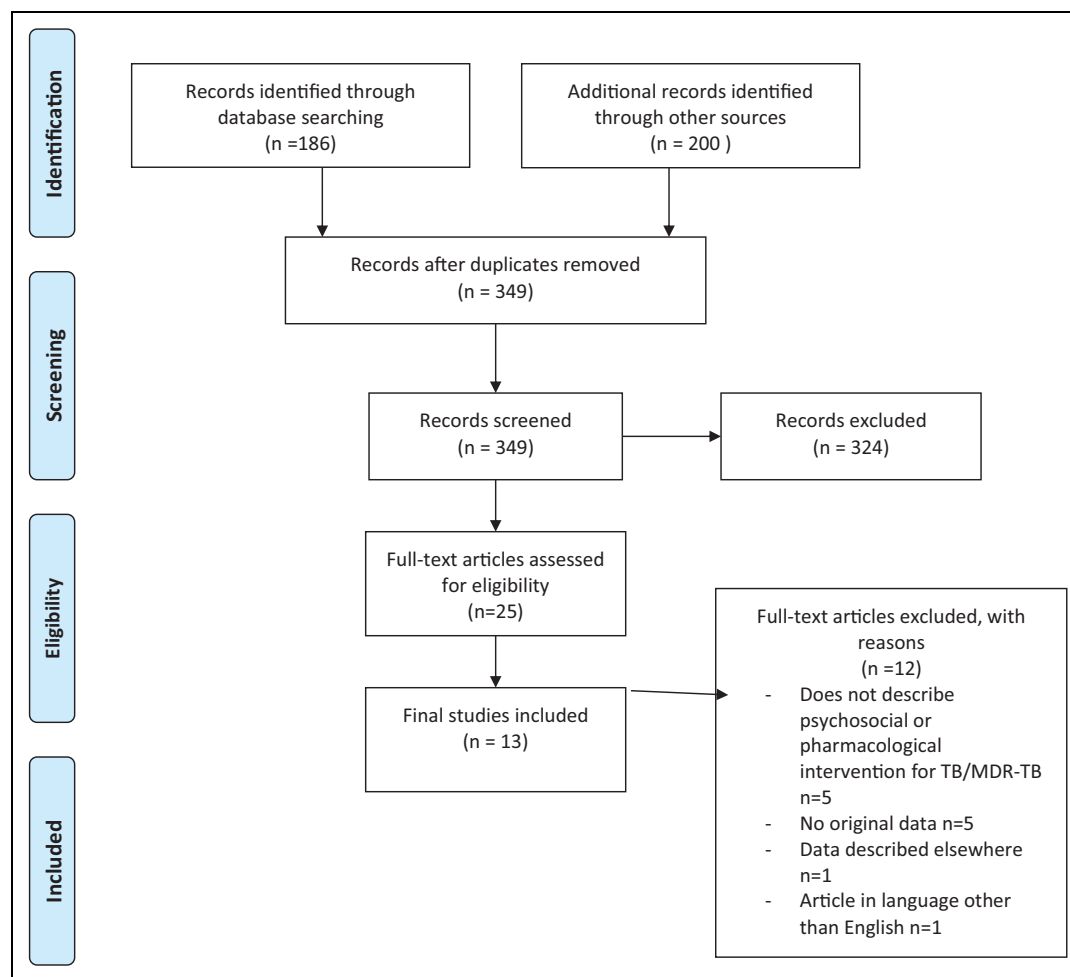 Identification
Records identified through
database searching
(n =186)
Additional records identified
through other sources
(n = 200 )
Records after duplicates removed
(n = 349)
Screening
Records screened
(n = 349)
Records excluded
(n = 324)
Eligibility
Full-text articles assessed
for eligibility
(n=25)
Full-text articles excluded, with
reasons
(n =12)
- Does not describe
psychosocial or
pharmacological
intervention for TB/MDR-TB
n=5
- No original data n=5
- Data described elsewhere
n=1
- Article in language other
than English n=1
Final studies included
(n = 13)
Included